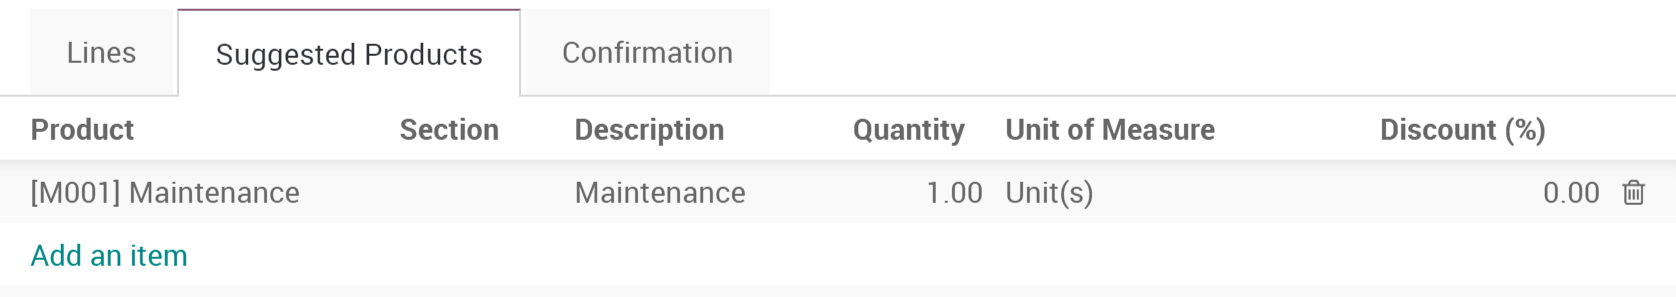 Lines Suggested Products Confirmation
Product Section Description Quantity Unit of Measure Discount (%)
[M001] Maintenance Maintenance 1.00 Unit(s) 0.00
Add an item